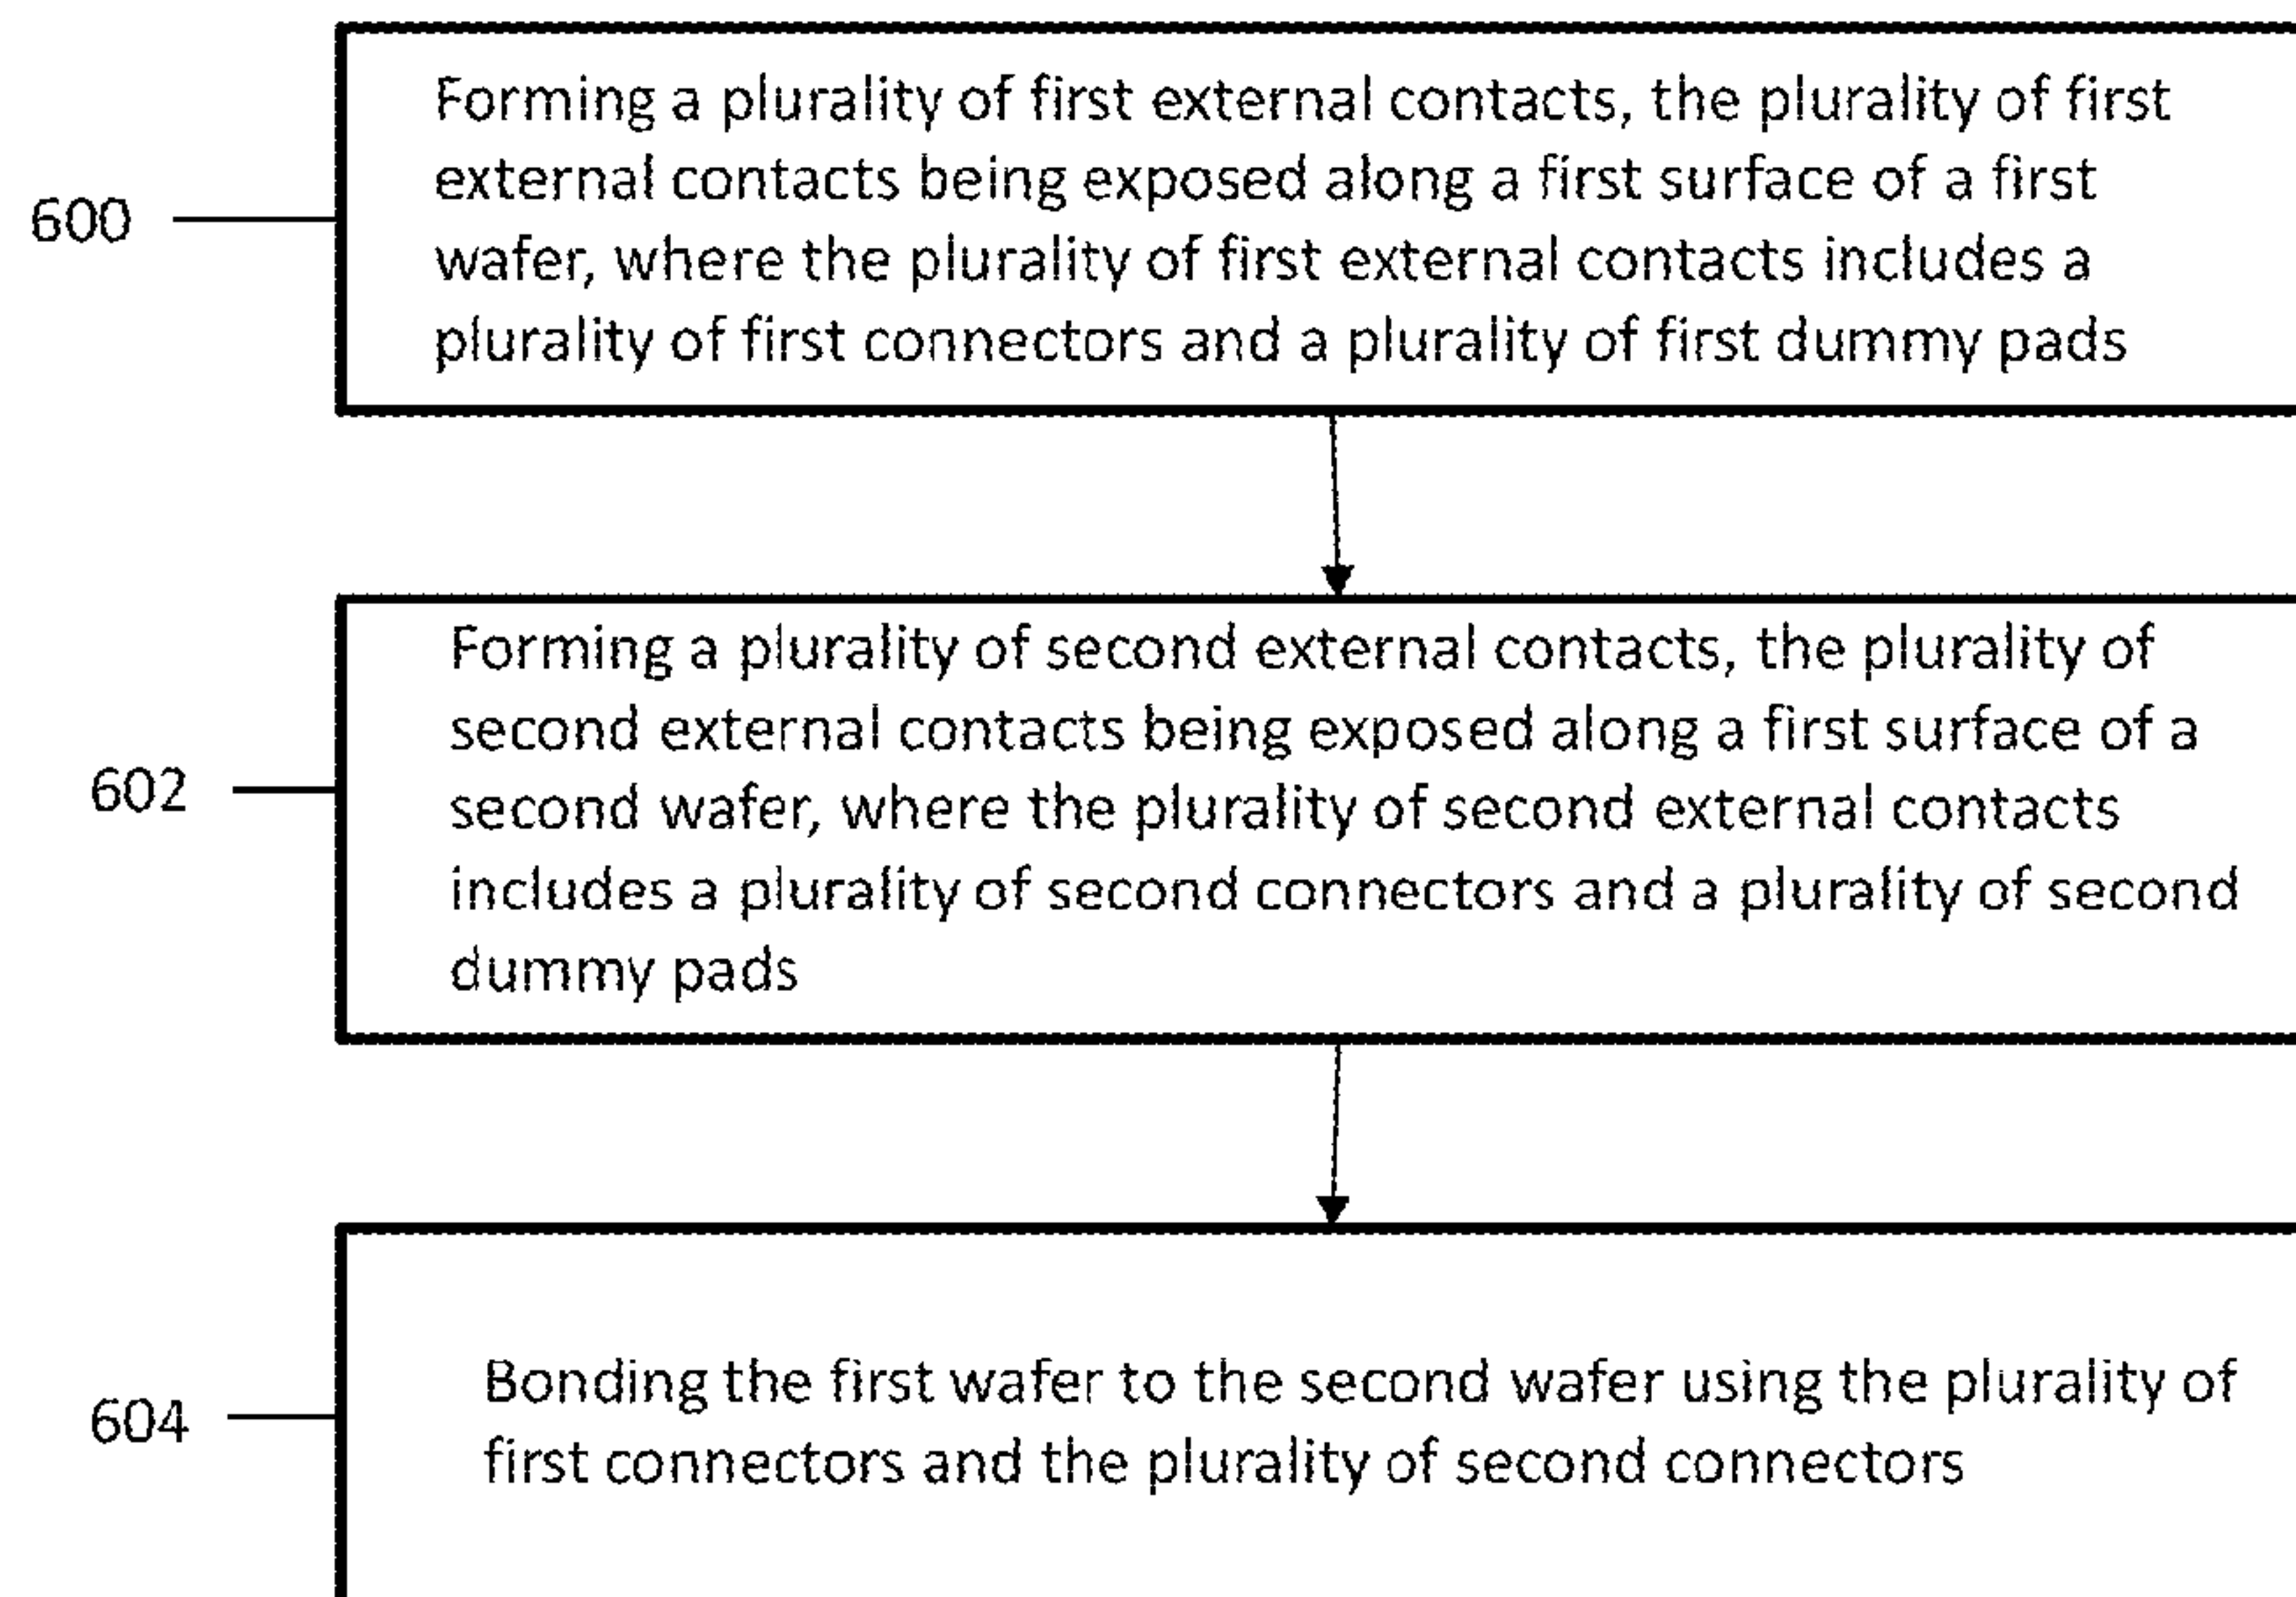 Forming a plurality of first external contacts, the plurality of first
external contacts being exposed along a first surface of a first
600
wafer, where the plurality of first external contacts includes a
plurality of first connectors and a plurality of first dummy pads
Forming a plurality of second external contacts, the plurality of
second external contacts being exposed along a first surface of a
602
second wafer, where the plurality of second external contacts
includes a plurality of second connectors and a plurality of second
dummy pads
Bonding the first wafer to the second wafer using the plurality of
604
first connectors and the plurality of second connectors